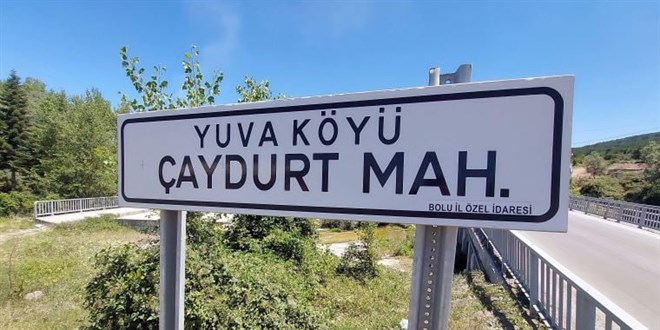 YUVA KÖYÜ
ÇAYDURT MAH.
BOLU İL ÖZEL İDARESİ